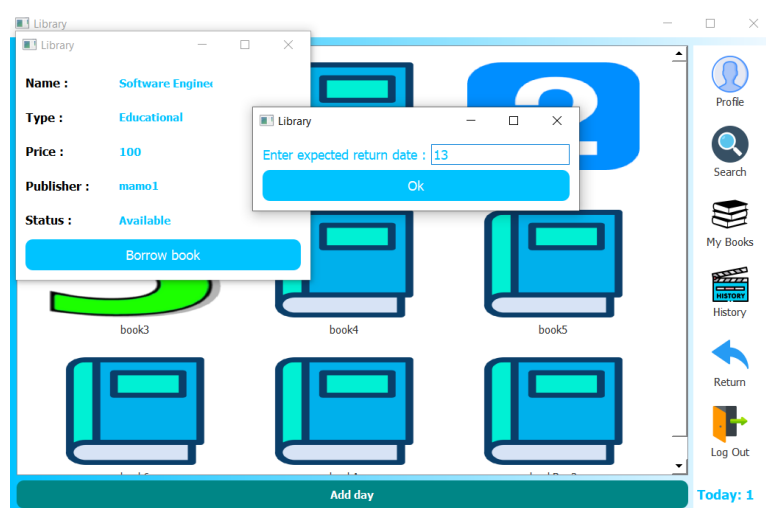 Library
Library
Name : Software Enginee
Type : Educational
Price : 100
Publisher : mamo1
Status : Available
Borrow book
Library
Enter expected return date : 13
Ok
book3
book4
book5
Profile
Search
My Books
HISTORY
History
Return
Log Out
Add day
Today: 1